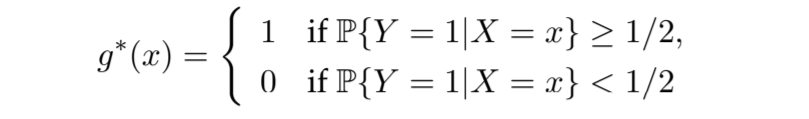 g*(x) = { 1 if ℙ{Y = 1|X = x} ≥ 1/2,
0 if ℙ{Y = 1|X = x} < 1/2